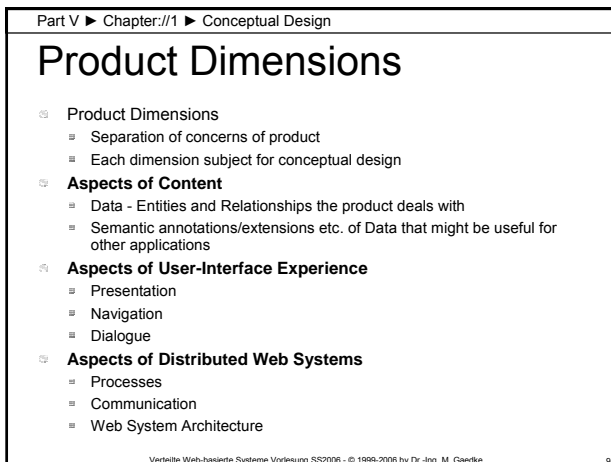 Part V ► Chapter://1 ► Conceptual Design
Product Dimensions
Product Dimensions
Separation of concerns of product
Each dimension subject for conceptual design
Aspects of Content
Data - Entities and Relationships the product deals with
Semantic annotations/extensions etc. of Data that might be useful for
other applications
Aspects of User-Interface Experience
Presentation
Navigation
Dialogue
Aspects of Distributed Web Systems
Processes
Communication
Web System Architecture
Verteilte Web-basierte Systeme Vorlesung SS2006 - © 1999-2006 by Dr.-Ing. M. Gaedke 9